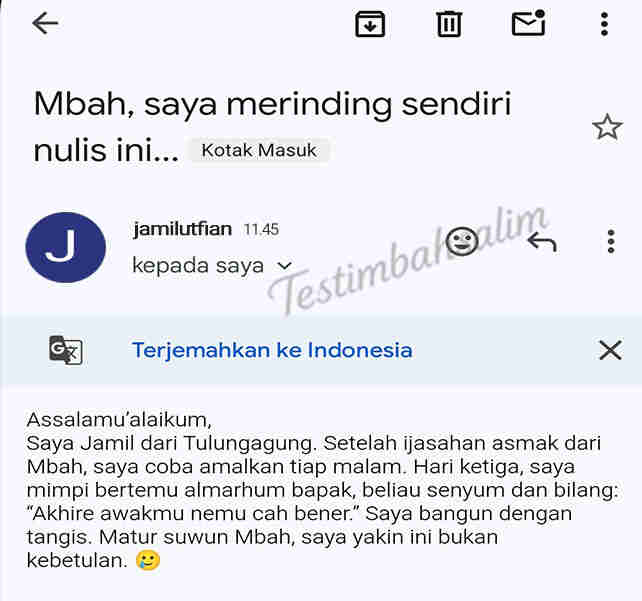 Mbah, saya merinding sendiri
nulis ini... Kotak Masuk
J
jamilutfian 11.45
kepada saya
Terjemahkan ke Indonesia
Assalamu’alaikum,
Saya Jamil dari Tulungagung. Setelah ijasahan asmak dari
Mbah, saya coba amalkan tiap malam. Hari ketiga, saya
mimpi bertemu almarhum bapak, beliau senyum dan bilang:
“Akhire awakmu nemu cah bener.” Saya bangun dengan
tangis. Matur suwun Mbah, saya yakin ini bukan
kebetulan. 🥲